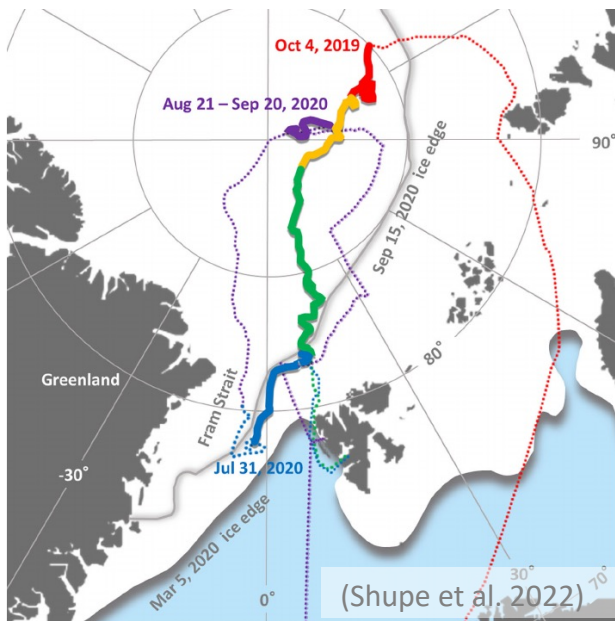 Oct 4, 2019
Aug 21 – Sep 20, 2020
90°
Sep 15, 2020 ice edge
80°
Greenland
Fram Strait
-30°
Jul 31, 2020
Mar 5, 2020 ice edge
0°
30°
70°
(Shupe et al. 2022)